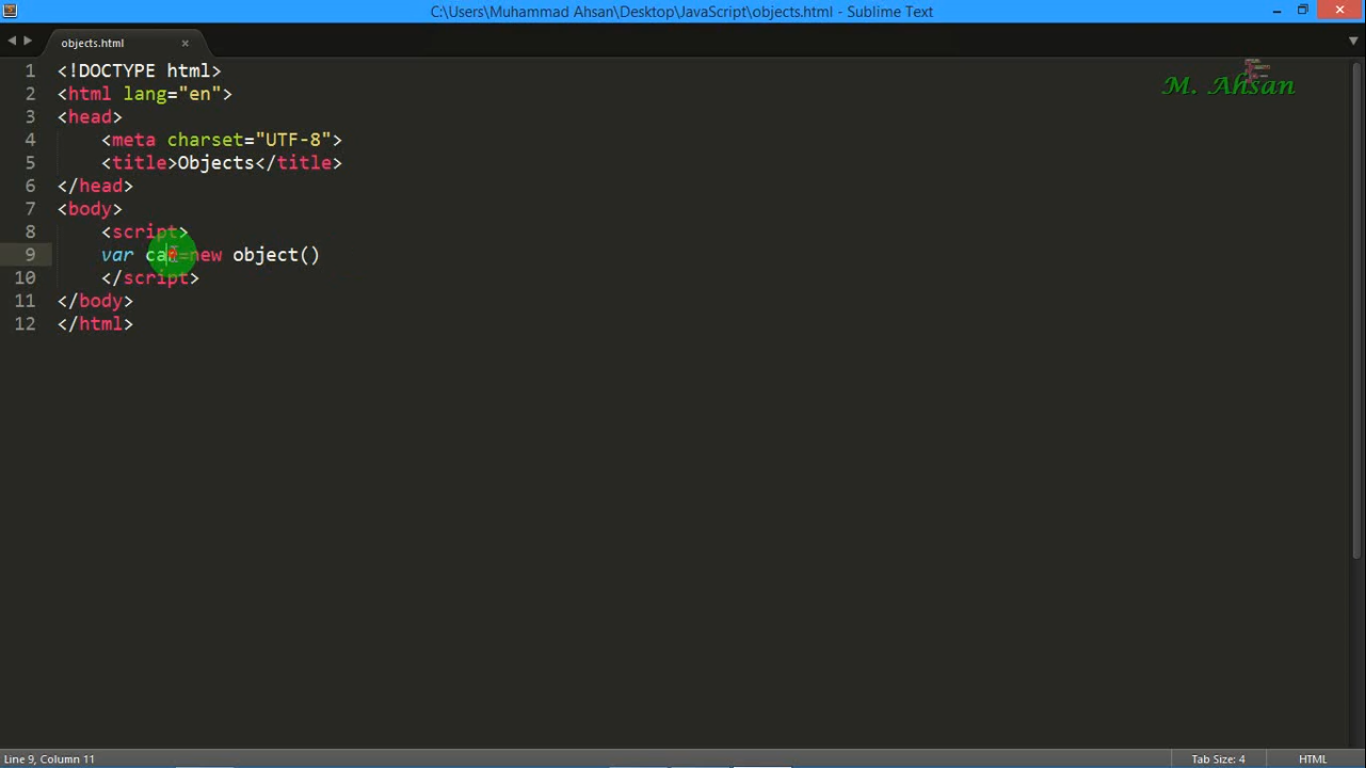 C:\Users\Muhammad Ahsan\Desktop\JavaScript\objects.html - Sublime Text
objects.html
M. Ahsan
1 <!DOCTYPE html>
2 <html lang="en">
3 <head>
4 <meta charset="UTF-8">
5 <title>Objects</title>
6 </head>
7 <body>
8 <script>
9 var car=new object()
10 </script>
11 </body>
12 </html>
Line 9, Column 11
Tab Size: 4
HTML